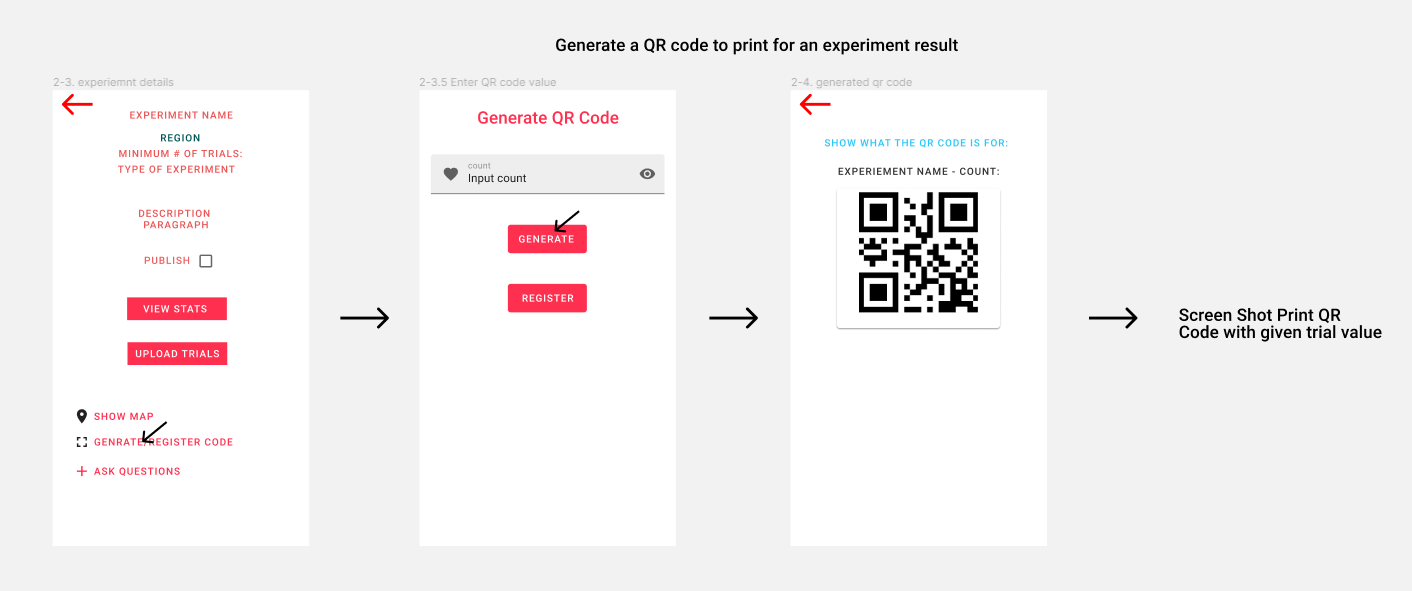 Generate a QR code to print for an experiment result
2-3. experiemnt details
EXPERIMENT NAME
REGION
MINIMUM # OF TRIALS:
TYPE OF EXPERIMENT
DESCRIPTION
PARAGRAPH
PUBLISH
VIEW STATS
UPLOAD TRIALS
SHOW MAP
GENRATE/REGISTER CODE
ASK QUESTIONS
2-3.5 Enter QR code value
Generate QR Code
count
Input count
GENERATE
REGISTER
2-4. generated qr code
SHOW WHAT THE QR CODE IS FOR:
EXPERIEMENT NAME - COUNT:
Screen Shot Print QR
Code with given trial value